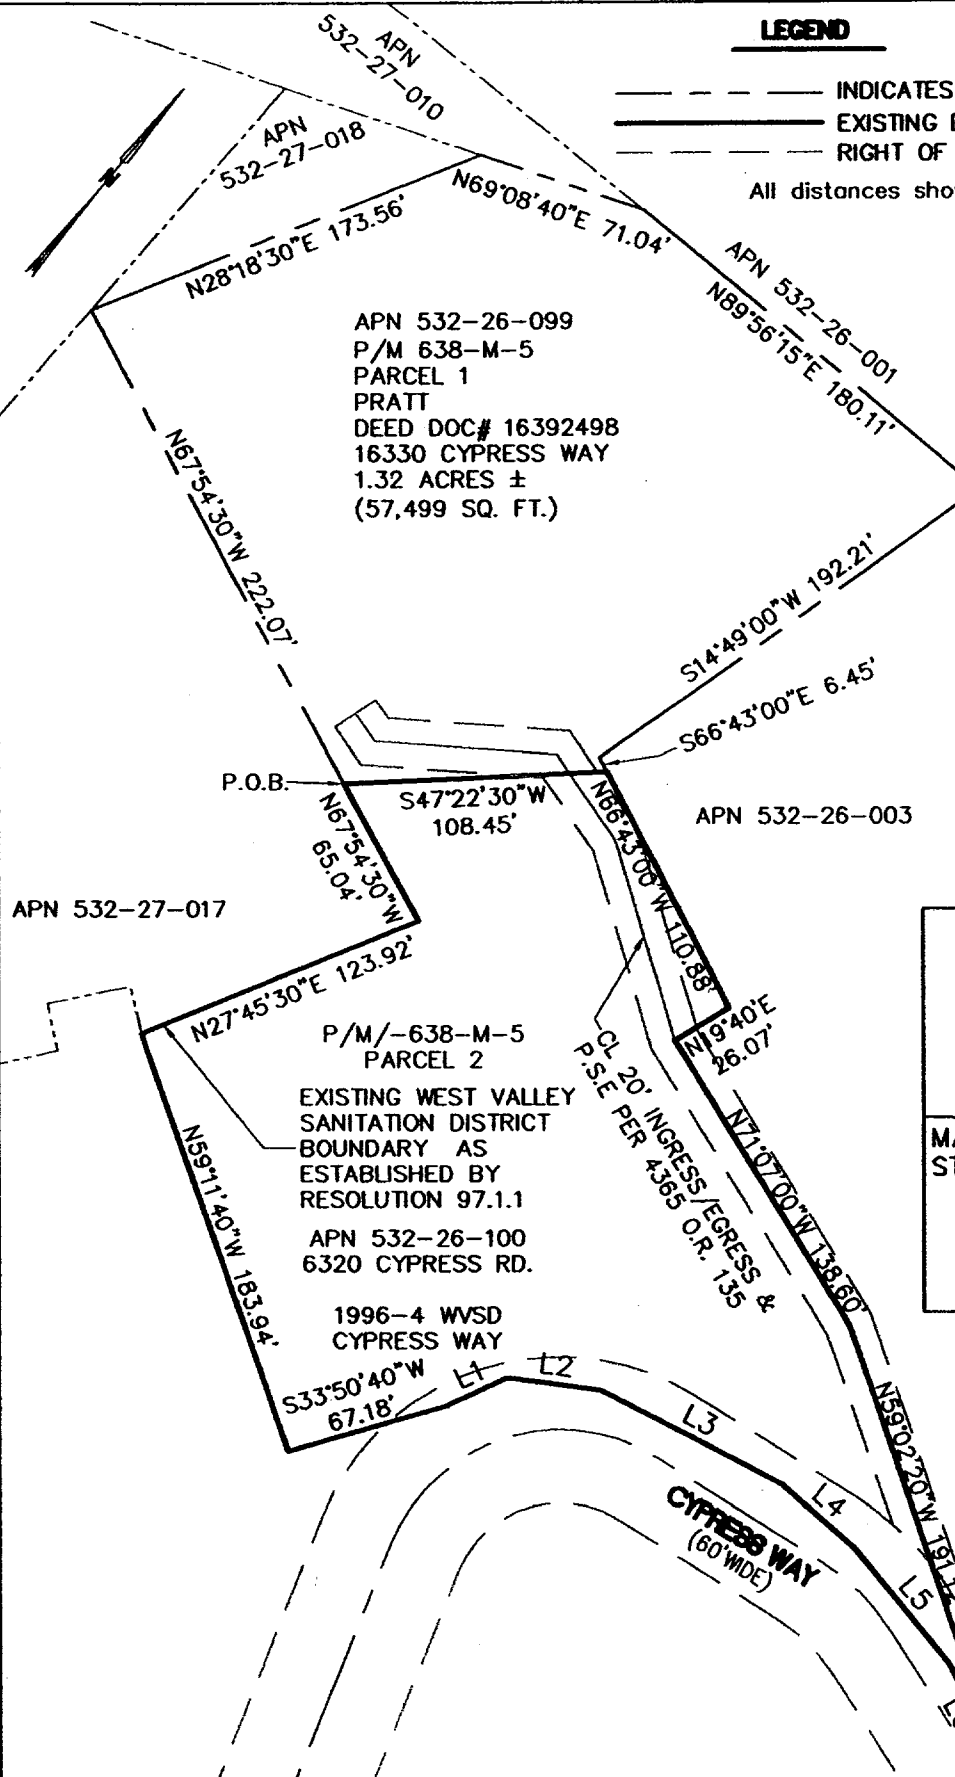 LEGEND
INDICATES
EXISTING
RIGHT OF
All distances
APN
532-27-010
APN
532-27-018
N
N28°18'30"E 173.56'
N69°08'40"E 71.04'
APN 532-26-001
N89°56'15"E 180.11'
APN 532-26-099
P/M 638-M-5
PARCEL 1
PRATT
DEED DOC# 16392498
16330 CYPRESS WAY
1.32 ACRES ±
(57,499 SQ. FT.)
N67°54'30"W 222.07'
S14°49'00"W 192.21'
S66°43'00"E 6.45'
P.O.B.
S47°22'30"W
108.45'
N67°54'30"W
65.04'
N66°43'00"W 110.88'
APN 532-26-003
APN 532-27-017
N27°45'30"E 123.92'
N19°40'E
26.07'
P/M/-638-M-5
PARCEL 2
EXISTING WEST VALLEY
SANITATION DISTRICT
BOUNDARY AS
ESTABLISHED BY
RESOLUTION 97.1.1
APN 532-26-100
6320 CYPRESS RD.
1996-4 WVSD
CYPRESS WAY
CL 20' INGRESS/EGRESS &
P.S.E PER 4365 O.R. 135
N71°07'00"W 138.60'
N59°11'40"W 183.94'
S33°50'40"W
67.18'
L1
L2
L3
L4
L5
N59°02'20"W
CYPRESS WAY
(60'WIDE)